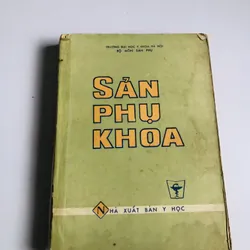 TRƯỜNG ĐẠI HỌC Y KHOA HÀ NỘI
BỘ MÔN SẢN PHỤ
SẢN
PHỤ
KHOA
NHÀ XUẤT BẢN Y HỌC